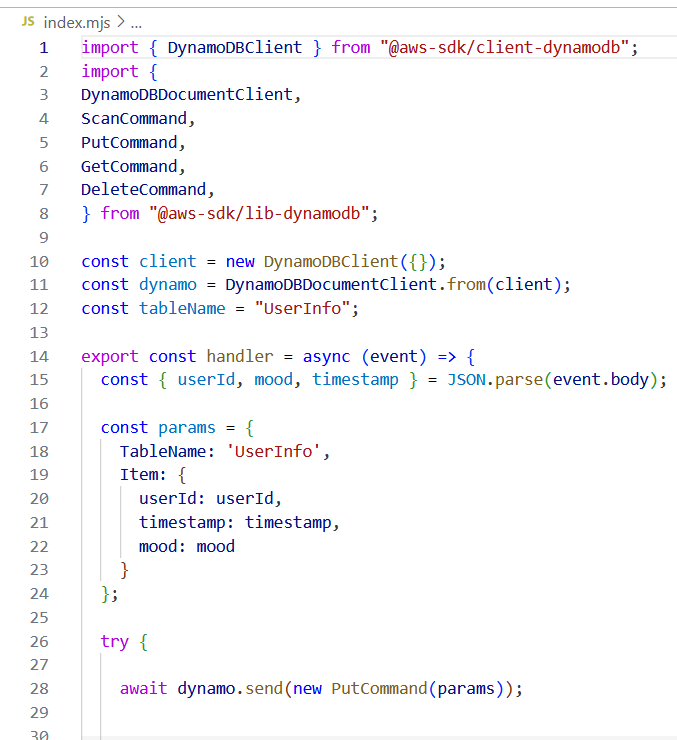 JS index.mjs > ...
1 import { DynamoDBClient } from "@aws-sdk/client-dynamodb";
2 import {
3 DynamoDBDocumentClient,
4 ScanCommand,
5 PutCommand,
6 GetCommand,
7 DeleteCommand,
8 } from "@aws-sdk/lib-dynamodb";
9
10 const client = new DynamoDBClient({});
11 const dynamo = DynamoDBDocumentClient.from(client);
12 const tableName = "UserInfo";
13
14 export const handler = async (event) => {
15   const { userId, mood, timestamp } = JSON.parse(event.body);
16
17   const params = {
18     TableName: 'UserInfo',
19     Item: {
20       userId: userId,
21       timestamp: timestamp,
22       mood: mood
23     }
24   };
25
26   try {
27
28     await dynamo.send(new PutCommand(params));
29
30